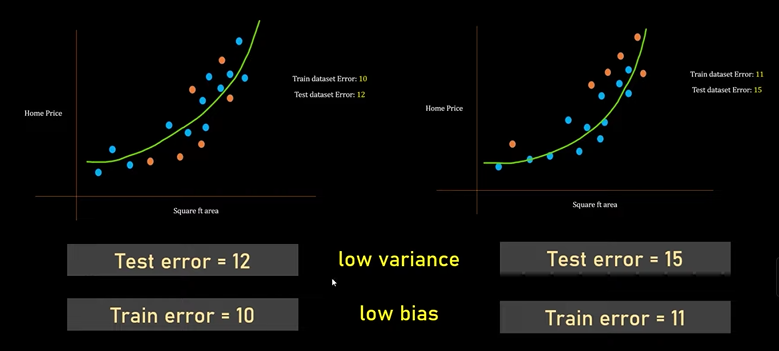 Train dataset Error: 10
Test dataset Error: 12
Home Price
Square ft area
Train dataset Error: 11
Test dataset Error: 15
Home Price
Square ft area
Test error = 12
low variance
Test error = 15
Train error = 10
low bias
Train error = 11